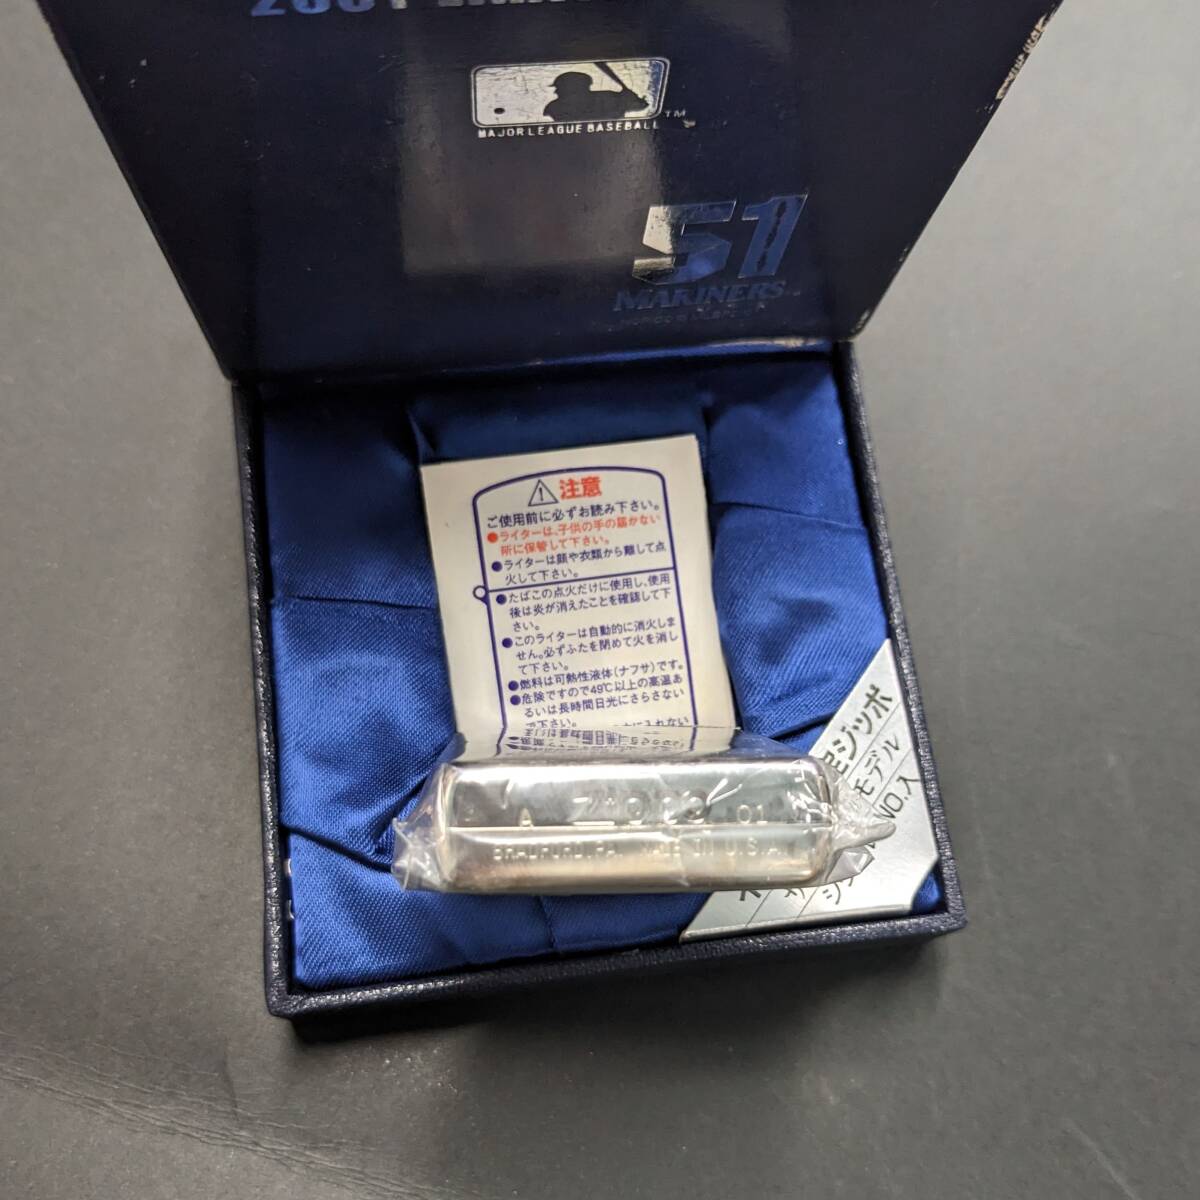 2001
MAJOR LEAGUE BASEBALL
TM
51
MARINERS
注意
ご使用前に必ずお読み下さい。
●ライターは、子供の手の届かない
所に保管して下さい。
●ライターは顔や衣類から離して点
火して下さい。
●たばこの点火だけに使用し、使用
後は炎が消えたことを確認して下
さい。
●このライターは自動的に消火しま
せん。必ずふたを閉めて火を消し
て下さい。
●燃料は可熱性液体(ナフサ)です。
●危険ですので49℃以上の高温あ
るいは長時間日光にさらさない
で下さい。
に入れない
ジッポ
モデル
NO.入
A Zippo 01
BRADFORD, PA. MADE IN U.S.A.